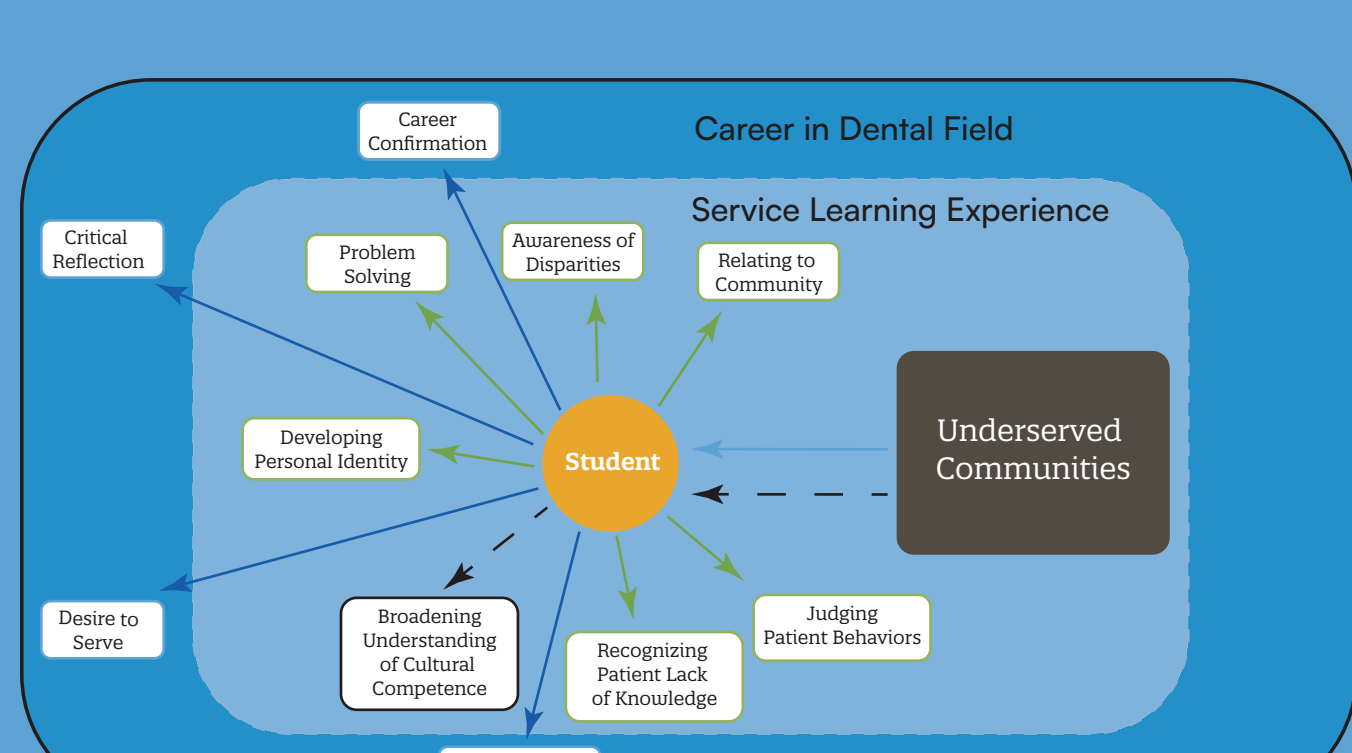 Career
Confirmation
Career in Dental Field
Service Learning Experience
Critical
Reflection
Problem
Solving
Awareness of
Disparities
Relating to
Community
Developing
Personal Identity
Student
Underserved
Communities
Desire to
Serve
Broadening
Understanding
of Cultural
Competence
Recognizing
Patient Lack
of Knowledge
Judging
Patient Behaviors